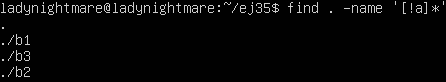 ladynightmare@ladynightmare:~/ej35$ find . -name '[!a]*'
.
./b1
./b3
./b2